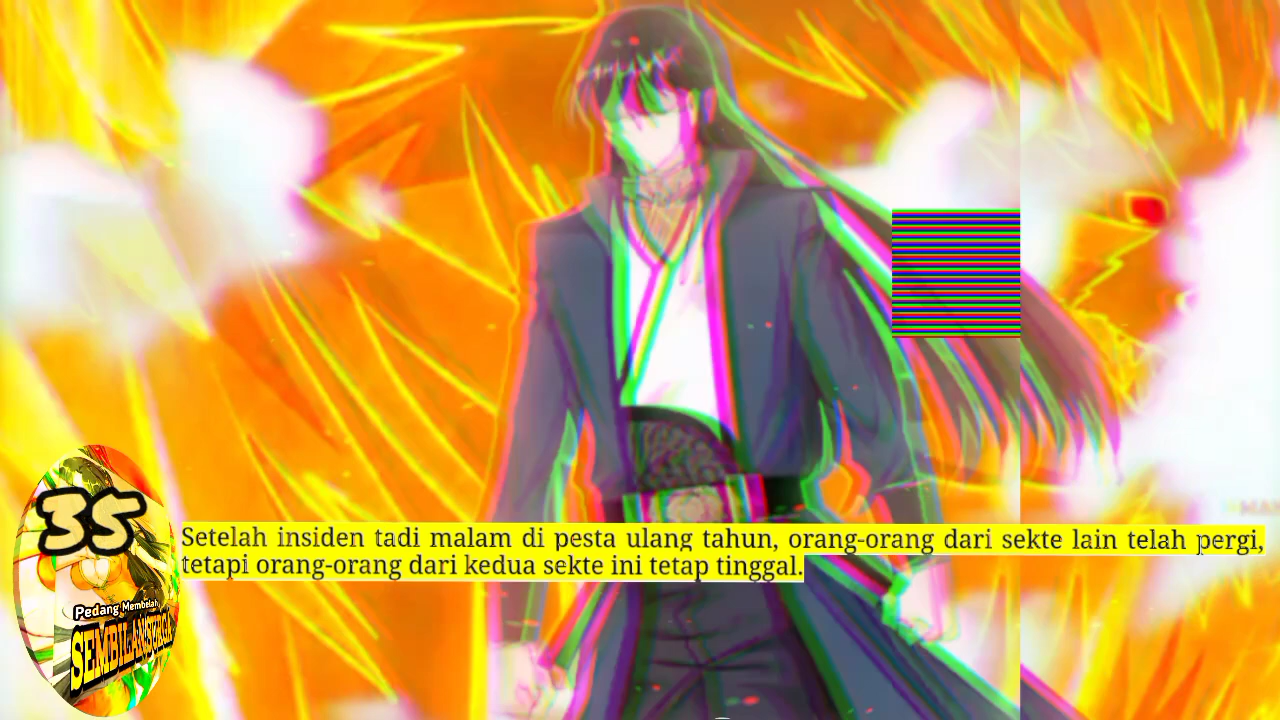 35
Setelah insiden tadi malam di pesta ulang tahun, orang-orang dari sekte lain telah pergi,
tetapi orang-orang dari kedua sekte ini tetap tinggal.
Pedang Membelah
SEMBILAN SURGA